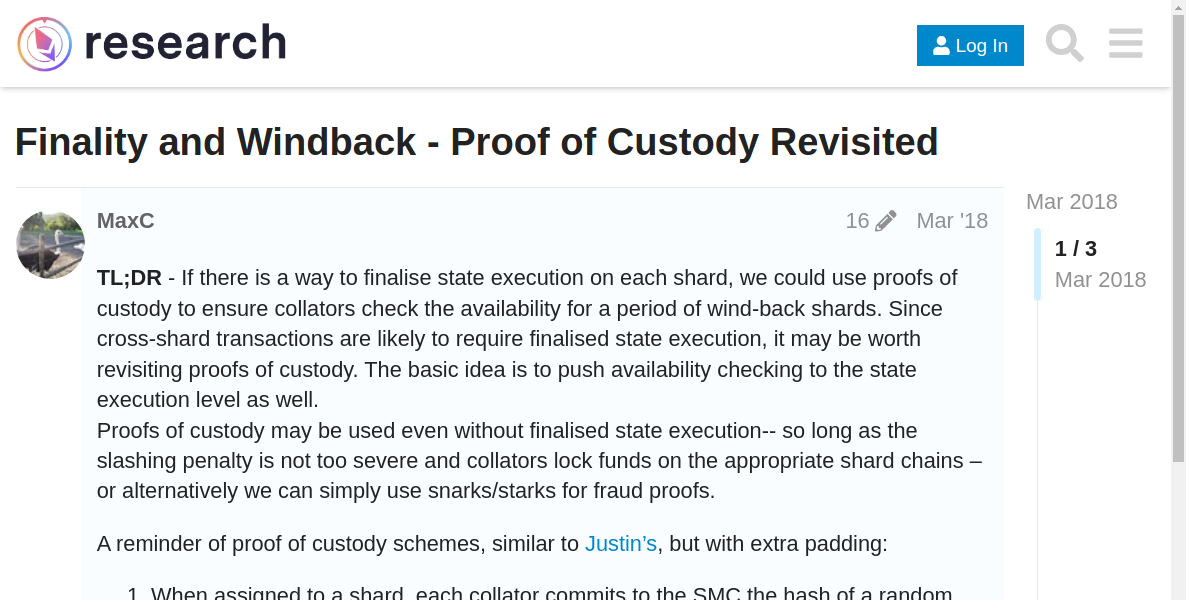 research
Log In
Finality and Windback - Proof of Custody Revisited
MaxC
16
Mar '18
Mar 2018
1 / 3
Mar 2018
TL;DR - If there is a way to finalise state execution on each shard, we could use proofs of
custody to ensure collators check the availability for a period of wind-back shards. Since
cross-shard transactions are likely to require finalised state execution, it may be worth
revisiting proofs of custody. The basic idea is to push availability checking to the state
execution level as well.
Proofs of custody may be used even without finalised state execution-- so long as the
slashing penalty is not too severe and collators lock funds on the appropriate shard chains –
or alternatively we can simply use snarks/starks for fraud proofs.
A reminder of proof of custody schemes, similar to Justin’s, but with extra padding:
1. When assigned to a shard, each collator commits to the SMC the hash of a random